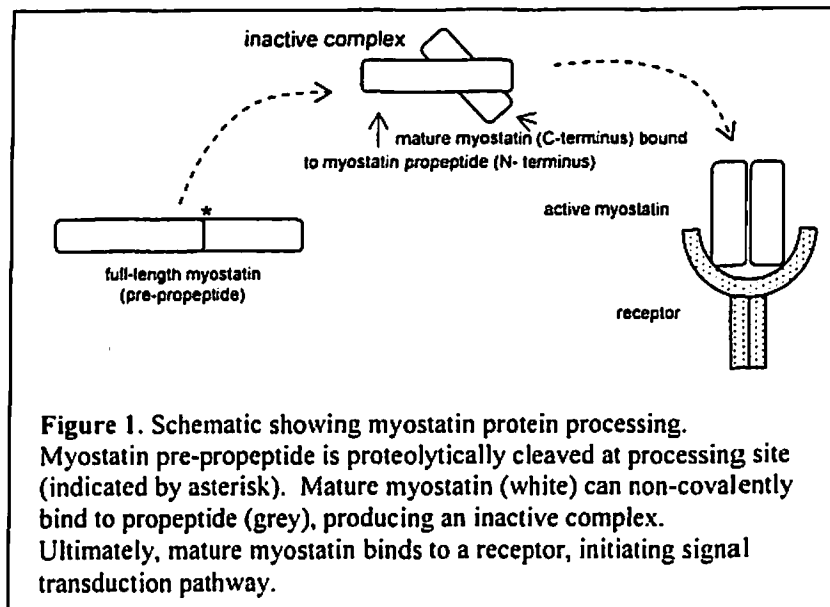 inactive complex
mature myostatin (C-terminus) bound
to myostatin propeptide (N- terminus)
*
active myostatin
full-length myostatin
(pre-propeptide)
receptor
Figure 1. Schematic showing myostatin protein processing.
Myostatin pre-propeptide is proteolytically cleaved at processing site
(indicated by asterisk). Mature myostatin (white) can non-covalently
bind to propeptide (grey), producing an inactive complex.
Ultimately, mature myostatin binds to a receptor, initiating signal
transduction pathway.